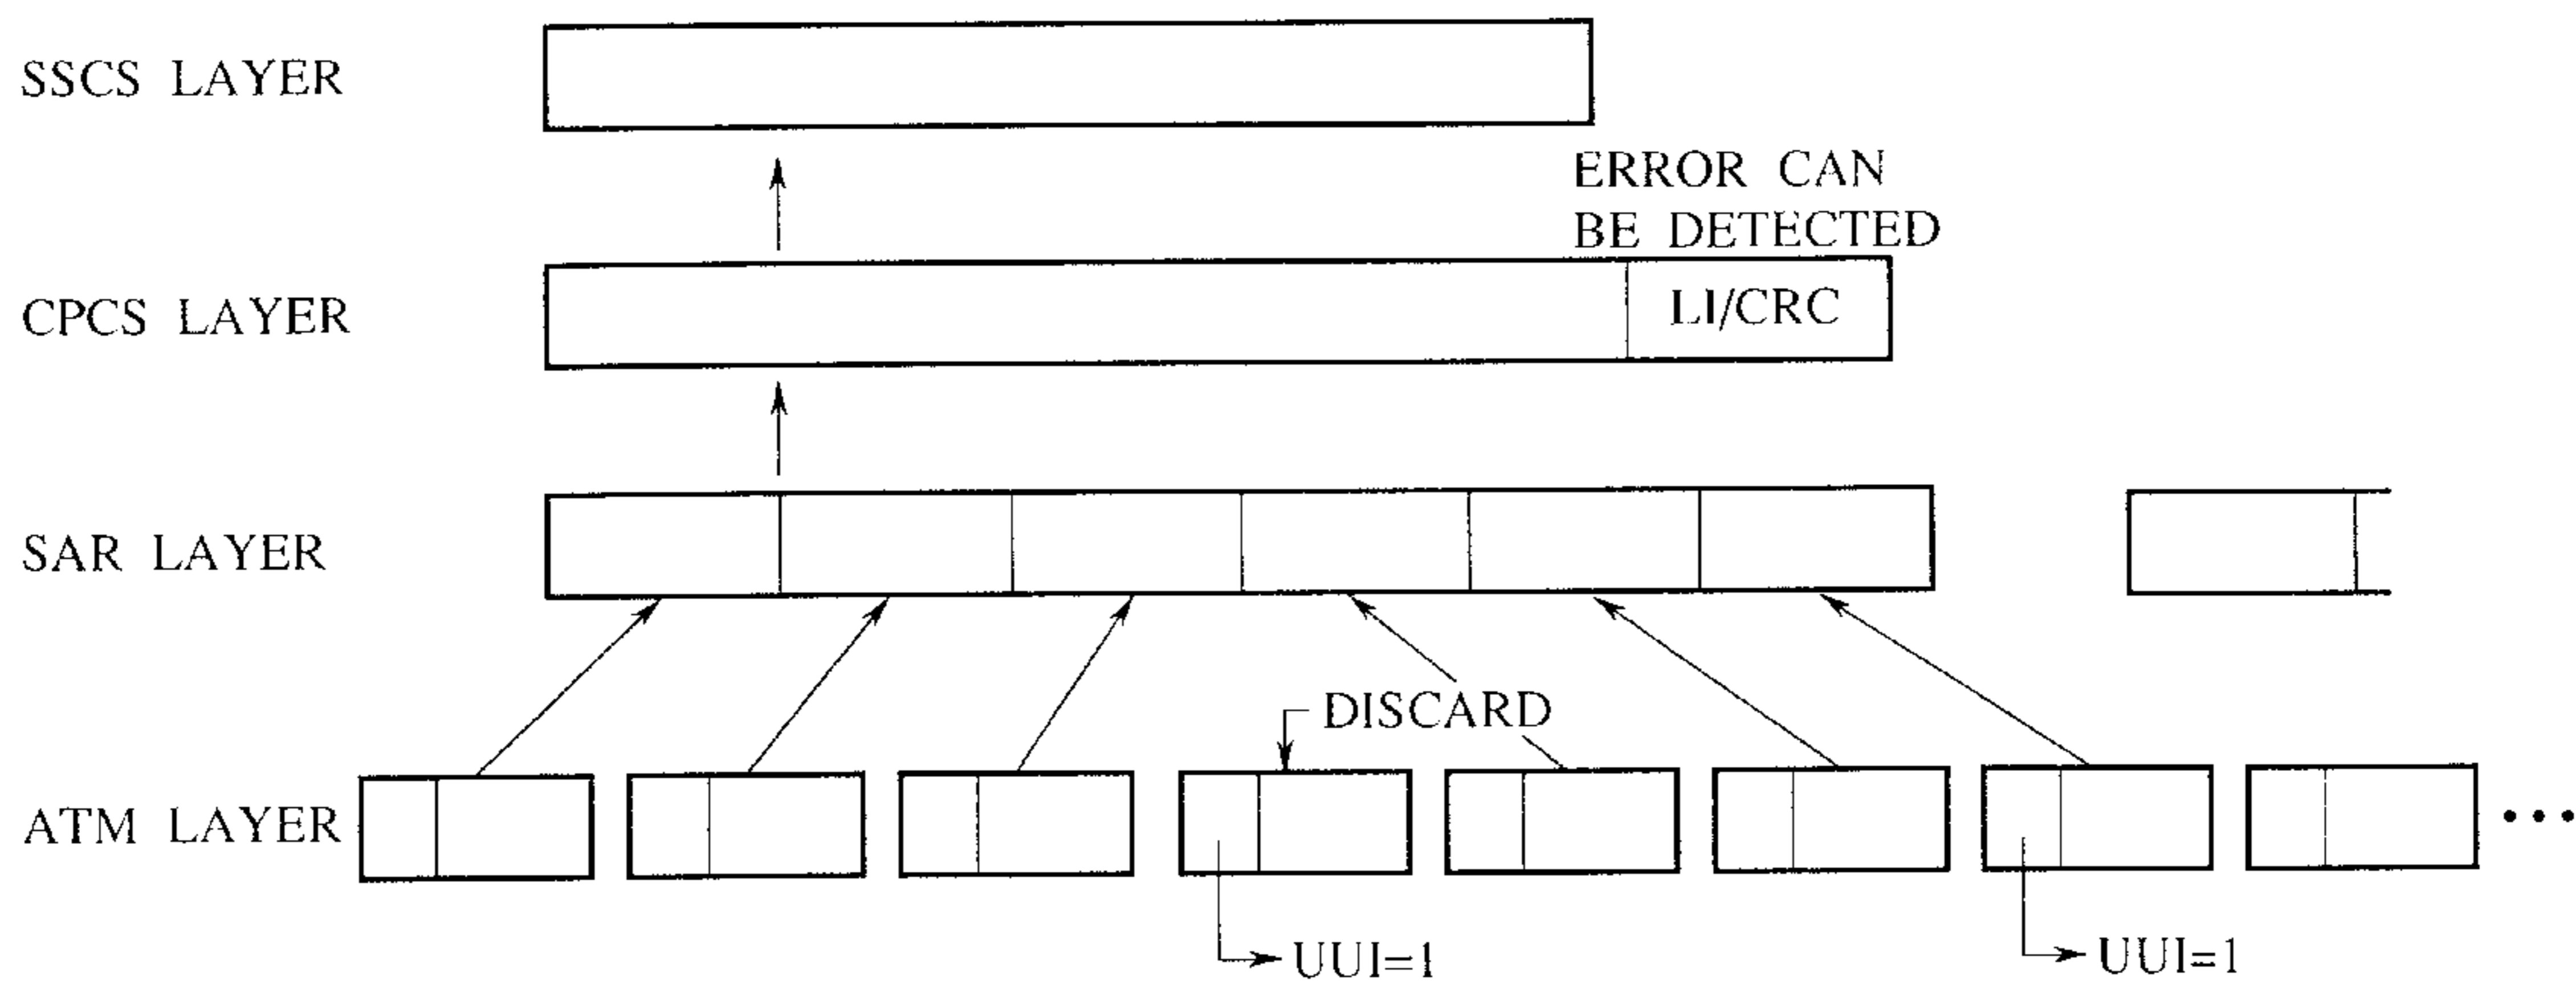 SSCS LAYER
ERROR CAN
BE DETECTED
CPCS LAYER
LI/CRC
SAR LAYER
DISCARD
ATM LAYER
•••
UUI=1
UUI=1